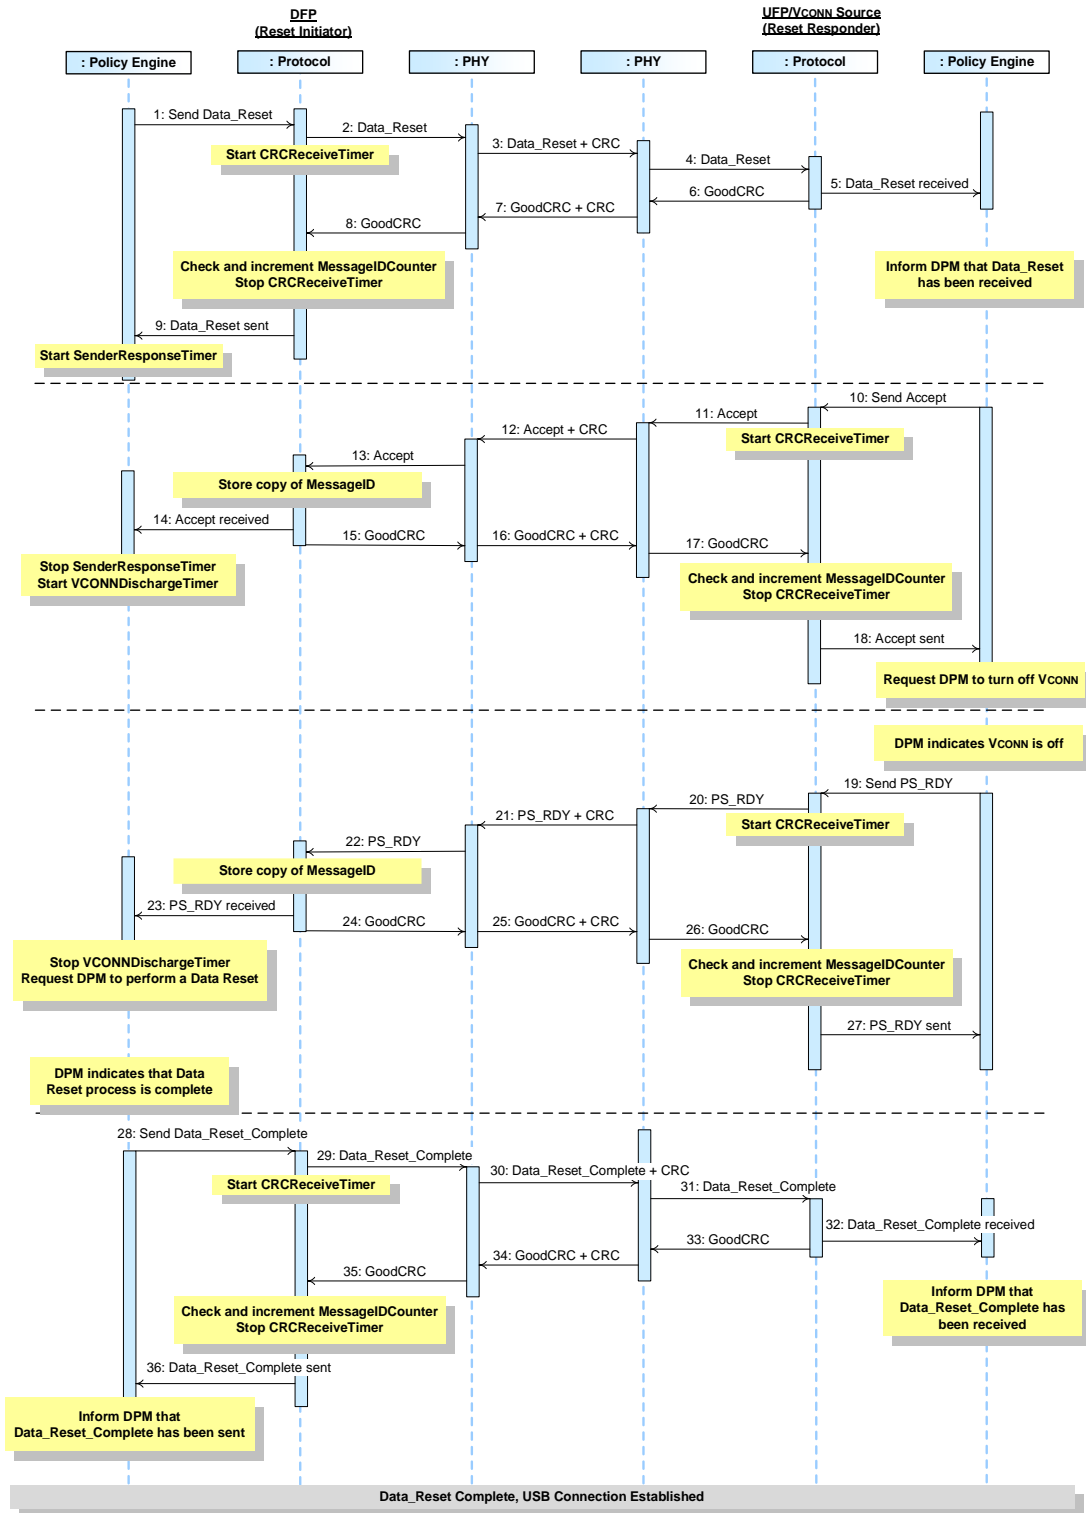 DFP
(Reset Initiator)
UFP/VCONN Source
(Reset Responder)
: Policy Engine
: Protocol
: PHY
: PHY
: Protocol
: Policy Engine
1: Send Data_Reset
2: Data_Reset
Start CRCReceiveTimer
3: Data_Reset + CRC
4: Data_Reset
5: Data_Reset received
6: GoodCRC
7: GoodCRC + CRC
8: GoodCRC
Check and increment MessageIDCounter
Stop CRCReceiveTimer
Inform DPM that Data_Reset
has been received
9: Data_Reset sent
Start SenderResponseTimer
10: Send Accept
11: Accept
Start CRCReceiveTimer
12: Accept + CRC
13: Accept
Store copy of MessageID
14: Accept received
15: GoodCRC
16: GoodCRC + CRC
17: GoodCRC
Stop SenderResponseTimer
Start VCONNDischargeTimer
Check and increment MessageIDCounter
Stop CRCReceiveTimer
18: Accept sent
Request DPM to turn off VCONN
DPM indicates VCONN is off
19: Send PS_RDY
20: PS_RDY
Start CRCReceiveTimer
21: PS_RDY + CRC
22: PS_RDY
Store copy of MessageID
23: PS_RDY received
24: GoodCRC
25: GoodCRC + CRC
26: GoodCRC
Stop VCONNDischargeTimer
Request DPM to perform a Data Reset
Check and increment MessageIDCounter
Stop CRCReceiveTimer
27: PS_RDY sent
DPM indicates that Data
Reset process is complete
28: Send Data_Reset_Complete
29: Data_Reset_Complete
Start CRCReceiveTimer
30: Data_Reset_Complete + CRC
31: Data_Reset_Complete
32: Data_Reset_Complete received
33: GoodCRC
34: GoodCRC + CRC
35: GoodCRC
Check and increment MessageIDCounter
Stop CRCReceiveTimer
Inform DPM that
Data_Reset_Complete has
been received
36: Data_Reset_Complete sent
Inform DPM that
Data_Reset_Complete has been sent
Data_Reset Complete, USB Connection Established